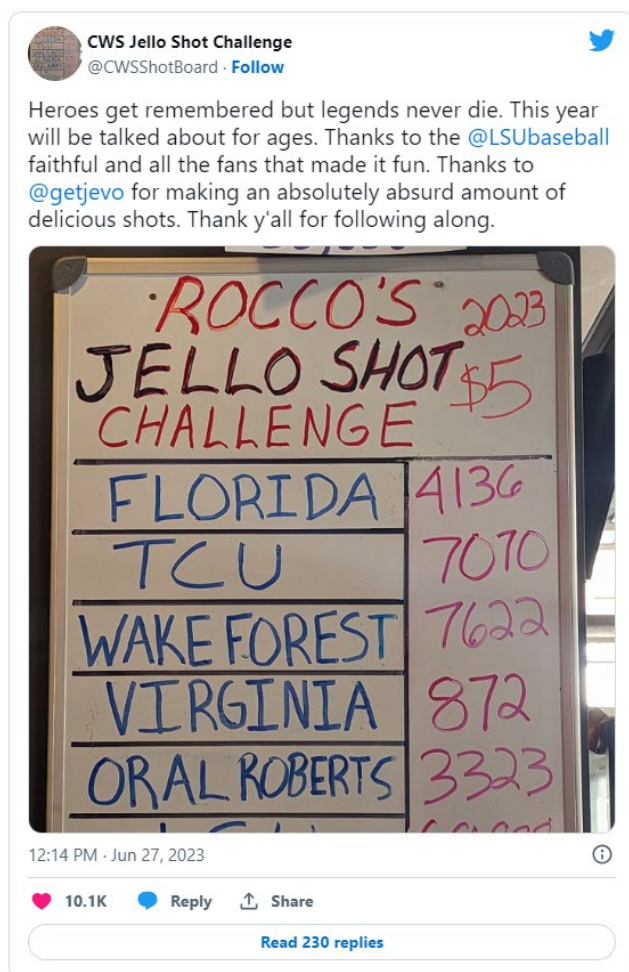 CWS Jello Shot Challenge
@CWSShotBoard · Follow
Heroes get remembered but legends never die. This year
will be talked about for ages. Thanks to the @LSUbaseball
faithful and all the fans that made it fun. Thanks to
@getjevo for making an absolutely absurd amount of
delicious shots. Thank y'all for following along.
ROCCO'S 2023
JELLO SHOT $5
CHALLENGE
FLORIDA 4136
TCU 7070
WAKE FOREST 7622
VIRGINIA 872
ORAL ROBERTS 3323
12:14 PM · Jun 27, 2023
10.1K Reply Share
Read 230 replies